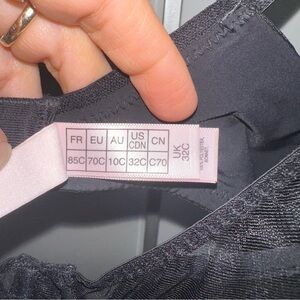 FR EU AU US CDN CN
85C 70C 10C 32C C70
UK
32C